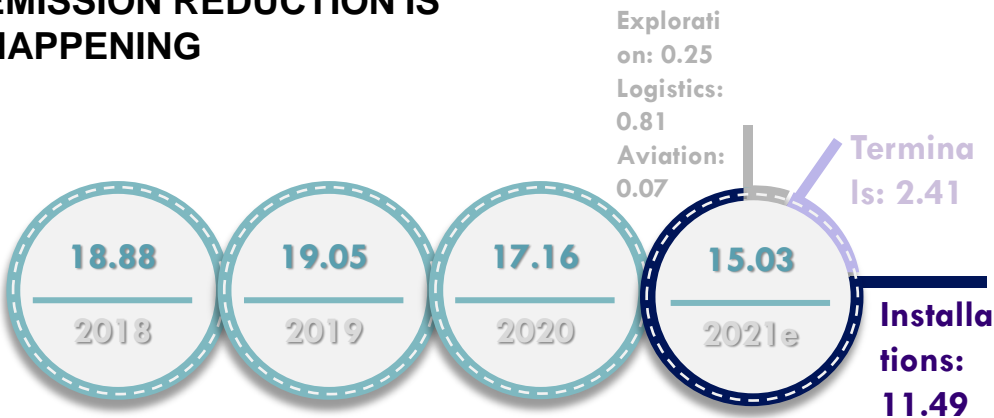 EMISSION REDUCTION IS
HAPPENING
Explorati
on: 0.25
Logistics:
0.81
Aviation:
0.07
Termina
ls: 2.41
18.88
2018
19.05
2019
17.16
2020
15.03
2021e
Installa
tions:
11.49